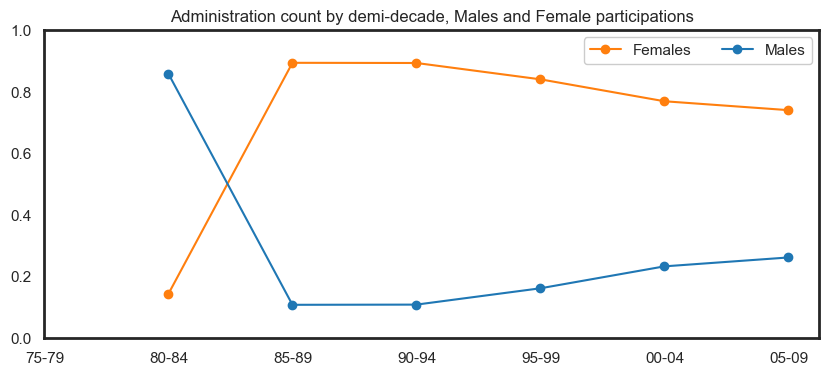 Administration count by demi-decade, Males and Female participations
1.0
Females Males
0.8
0.6
0.4
0.2
0.0
75-79 80-84 85-89 90-94 95-99 00-04 05-09